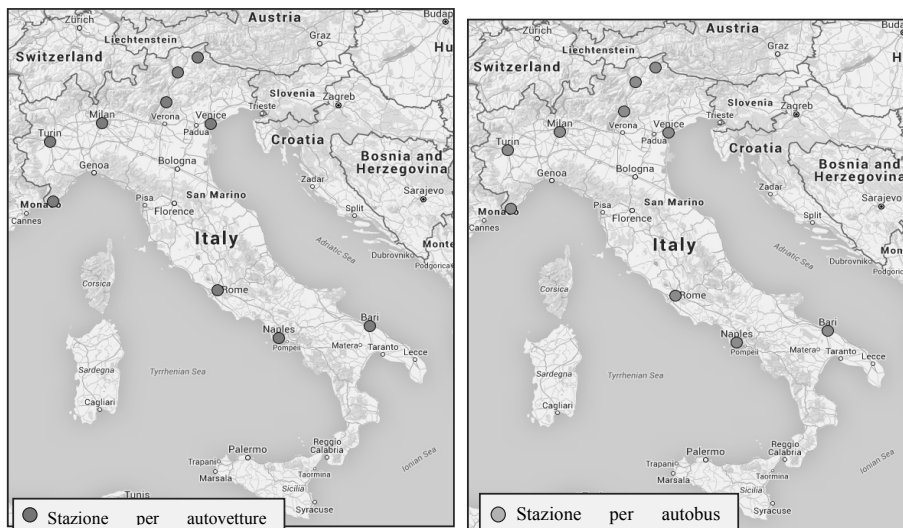 Austria
Zürich
Liechtenstein
Graz
Switzerland
Slovenia
Zagreb
Milan
Verona
Venice
Padua
Trieste
Turin
Croatia
Genoa
Bologna
Bosnia and
Herzegovina
Zadar
Sarajevo
San Marino
Monaco
Pisa
Florence
Split
Cannes
Italy
Adriatic Sea
Dubrovnik
Podgorica
Corsica
Rome
Bari
Naples
Pompeii
Matera
Taranto
Lecce
Sardegna
Tyrrhenian Sea
Cagliari
Palermo
Reggio
Calabria
Ionian Sea
Trapani
Marsala
Taormina
Sicilia
Tunis
Syracuse
Stazione per autovetture
Austria
Zürich
Liechtenstein
Graz
Switzerland
Slovenia
Zagreb
Milan
Verona
Venice
Padua
Trieste
Turin
Croatia
Genoa
Bologna
Bosnia and
Herzegovina
Zadar
Sarajevo
San Marino
Monaco
Pisa
Florence
Split
Cannes
Italy
Adriatic Sea
Dubrovnik
Podgorica
Corsica
Rome
Bari
Naples
Pompeii
Matera
Taranto
Lecce
Sardegna
Tyrrhenian Sea
Cagliari
Palermo
Reggio
Calabria
Ionian Sea
Trapani
Marsala
Taormina
Sicilia
Syracuse
Stazione per autobus